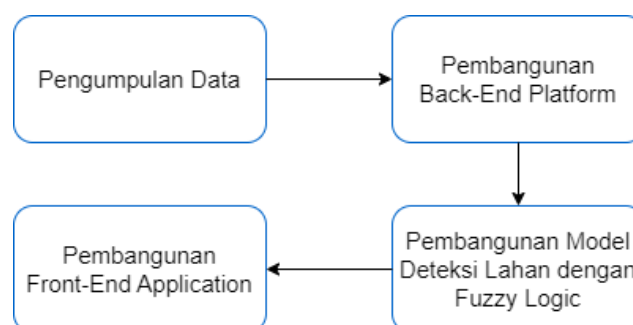 Pengumpulan Data
Pembangunan
Back-End Platform
Pembangunan Model
Deteksi Lahan dengan
Fuzzy Logic
Pembangunan
Front-End Application